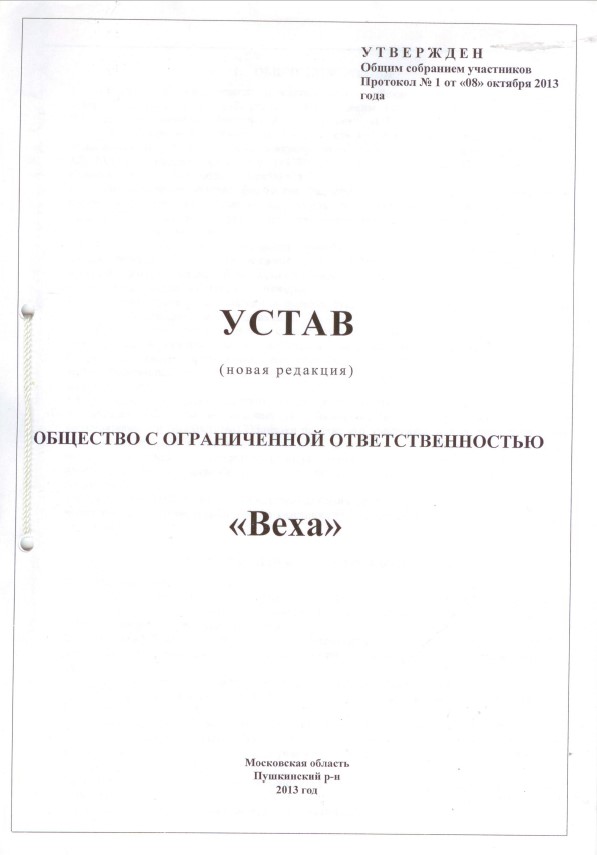 УТВЕРЖДЕН
Общим собранием участников
Протокол № 1 от «08» октября 2013
года
УСТАВ
(новая редакция)
ОБЩЕСТВО С ОГРАНИЧЕННОЙ ОТВЕТСТВЕННОСТЬЮ
«Веха»
Московская область
Пушкинский р-н
2013 год